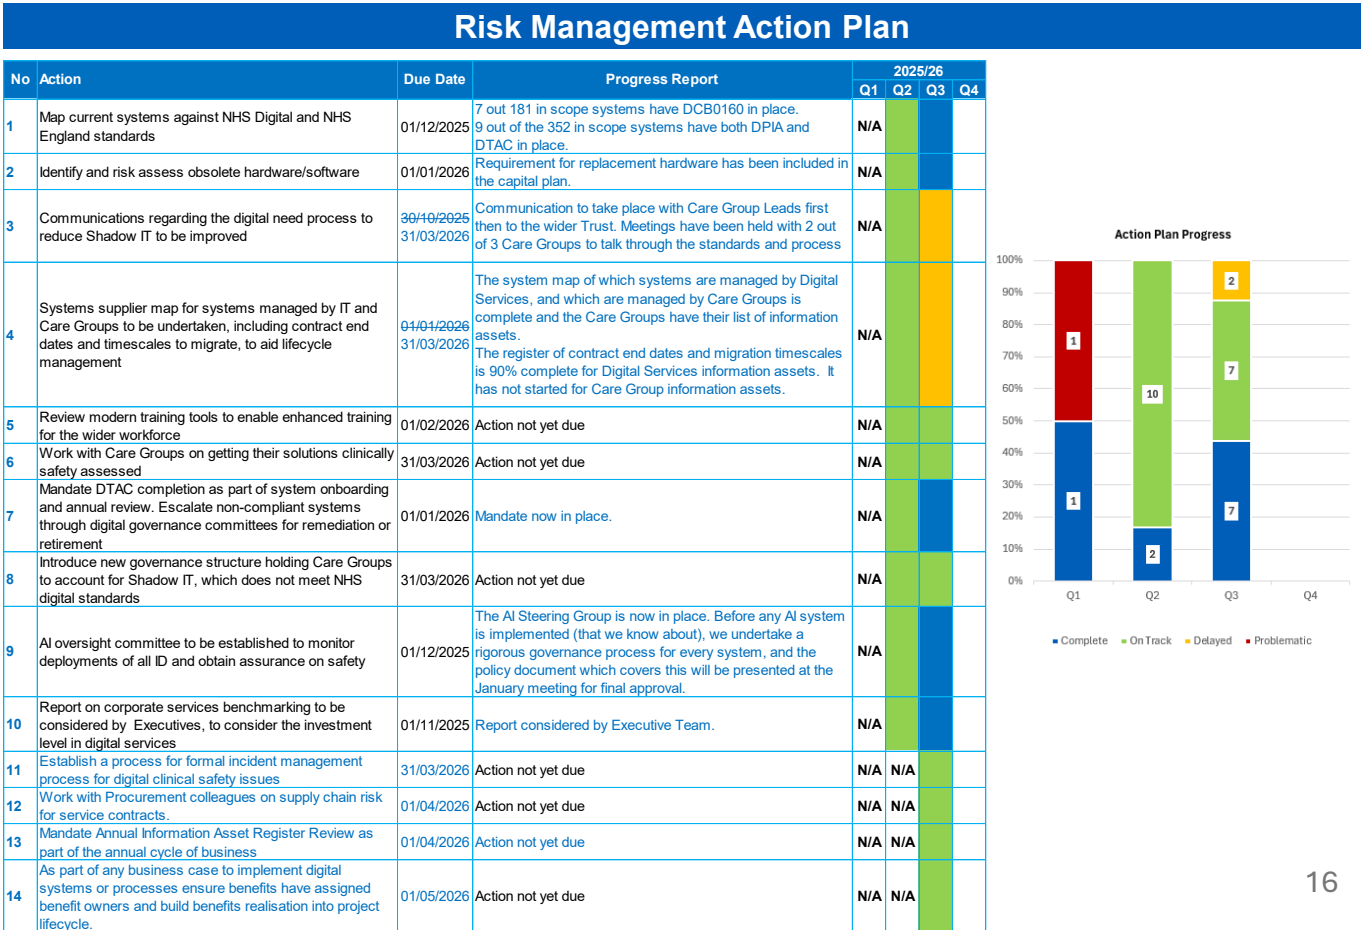 Risk Management Action Plan
No Action Due Date Progress Report 2025/26
Q1 Q2 Q3 Q4
1
Map current systems against NHS Digital and NHS
England standards
01/12/2025
7 out 181 in scope systems have DCB0160 in place.
9 out of the 352 in scope systems have both DPIA and
DTAC in place.
N/A
2
Identify and risk assess obsolete hardware/software
01/01/2026
Requirement for replacement hardware has been included in
the capital plan.
N/A
3
Communications regarding the digital need process to
reduce Shadow IT to be improved
30/10/2025
31/03/2026
Communication to take place with Care Group Leads first
then to the wider Trust. Meetings have been held with 2 out
of 3 Care Groups to talk through the standards and process
N/A
4
Systems supplier map for systems managed by IT and
Care Groups to be undertaken, including contract end
dates and timescales to migrate, to aid lifecycle
management
01/01/2026
31/03/2026
The system map of which systems are managed by Digital
Services, and which are managed by Care Groups is
complete and the Care Groups have their list of information
assets.
The register of contract end dates and migration timescales
is 90% complete for Digital Services information assets. It
has not started for Care Group information assets.
N/A
5
Review modern training tools to enable enhanced training
for the wider workforce
01/02/2026
Action not yet due
N/A
6
Work with Care Groups on getting their solutions clinically
safety assessed
31/03/2026
Action not yet due
N/A
7
Mandate DTAC completion as part of system onboarding
and annual review. Escalate non-compliant systems
through digital governance committees for remediation or
retirement
01/01/2026
Mandate now in place.
N/A
8
Introduce new governance structure holding Care Groups
to account for Shadow IT, which does not meet NHS
digital standards
31/03/2026
Action not yet due
N/A
9
AI oversight committee to be established to monitor
deployments of all ID and obtain assurance on safety
01/12/2025
The AI Steering Group is now in place. Before any AI system
is implemented (that we know about), we undertake a
rigorous governance process for every system, and the
policy document which covers this will be presented at the
January meeting for final approval.
N/A
10
Report on corporate services benchmarking to be
considered by Executives, to consider the investment
level in digital services
01/11/2025
Report considered by Executive Team.
N/A
11
Establish a process for formal incident management
process for digital clinical safety issues
31/03/2026
Action not yet due
N/A N/A
12
Work with Procurement colleagues on supply chain risk
for service contracts.
01/04/2026
Action not yet due
N/A N/A
13
Mandate Annual Information Asset Register Review as
part of the annual cycle of business
01/04/2026
Action not yet due
N/A N/A
14
As part of any business case to implement digital
systems or processes ensure benefits have assigned
benefit owners and build benefits realisation into project
lifecycle.
01/05/2026
Action not yet due
N/A N/A
Action Plan Progress
100%
90%
80%
70%
60%
50%
40%
30%
20%
10%
0%
1
1
10
2
2
7
7
Q1 Q2 Q3 Q4
Complete On Track Delayed Problematic
16